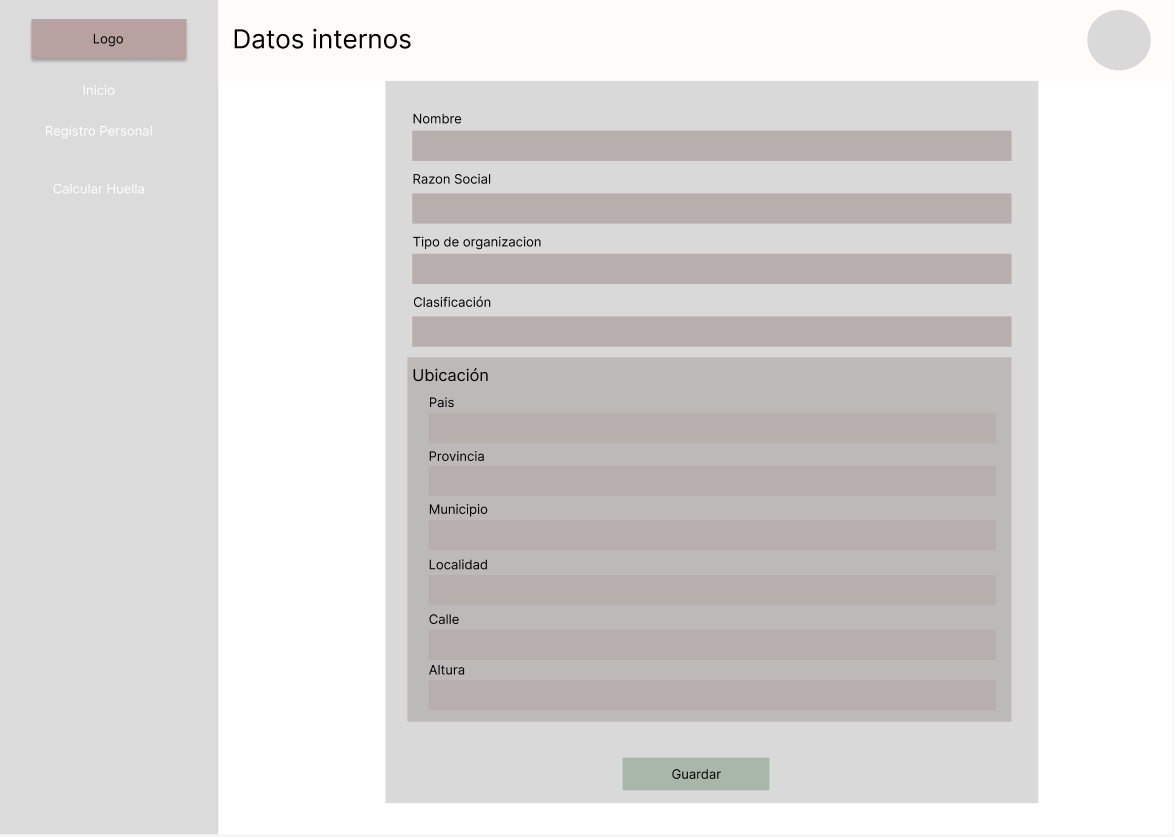 Logo
Inicio
Registro Personal
Calcular Huella
Datos internos
Nombre
Razon Social
Tipo de organizacion
Clasificación
Ubicación
Pais
Provincia
Municipio
Localidad
Calle
Altura
Guardar